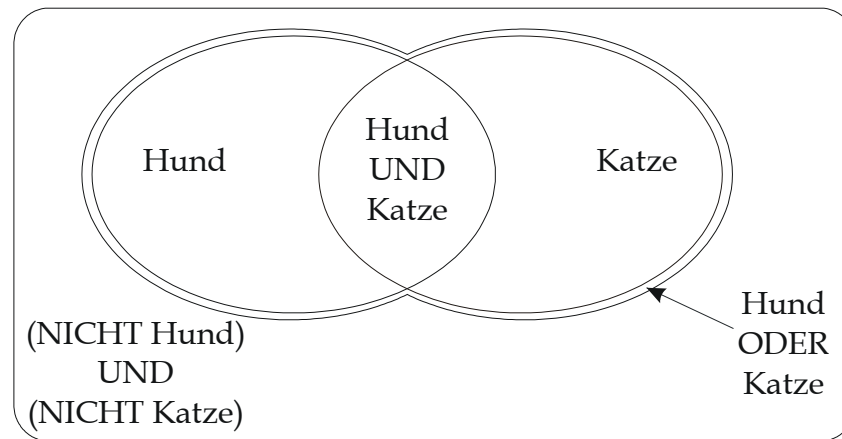 Hund
Hund
UND
Katze
Katze
Hund
ODER
Katze
(NICHT Hund)
UND
(NICHT Katze)